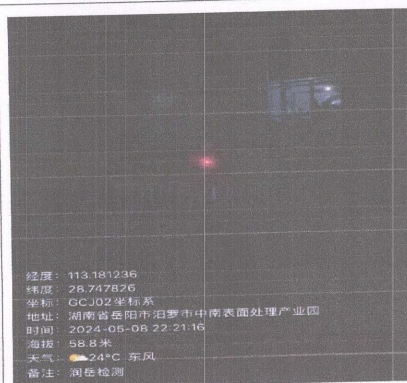 经度：113.181236
纬度：28.747826
坐标：GCJ02坐标系
地址：湖南省岳阳市汨罗市中南表面处理产业园
时间：2024-05-08 22:21:16
海拔：58.8米
天气：24°C 东风
备注：润岳检测